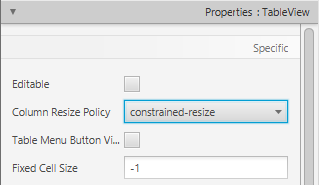 Properties : TableView
Specific
Editable
Column Resize Policy constrained-resize
Table Menu Button Vi...
Fixed Cell Size -1